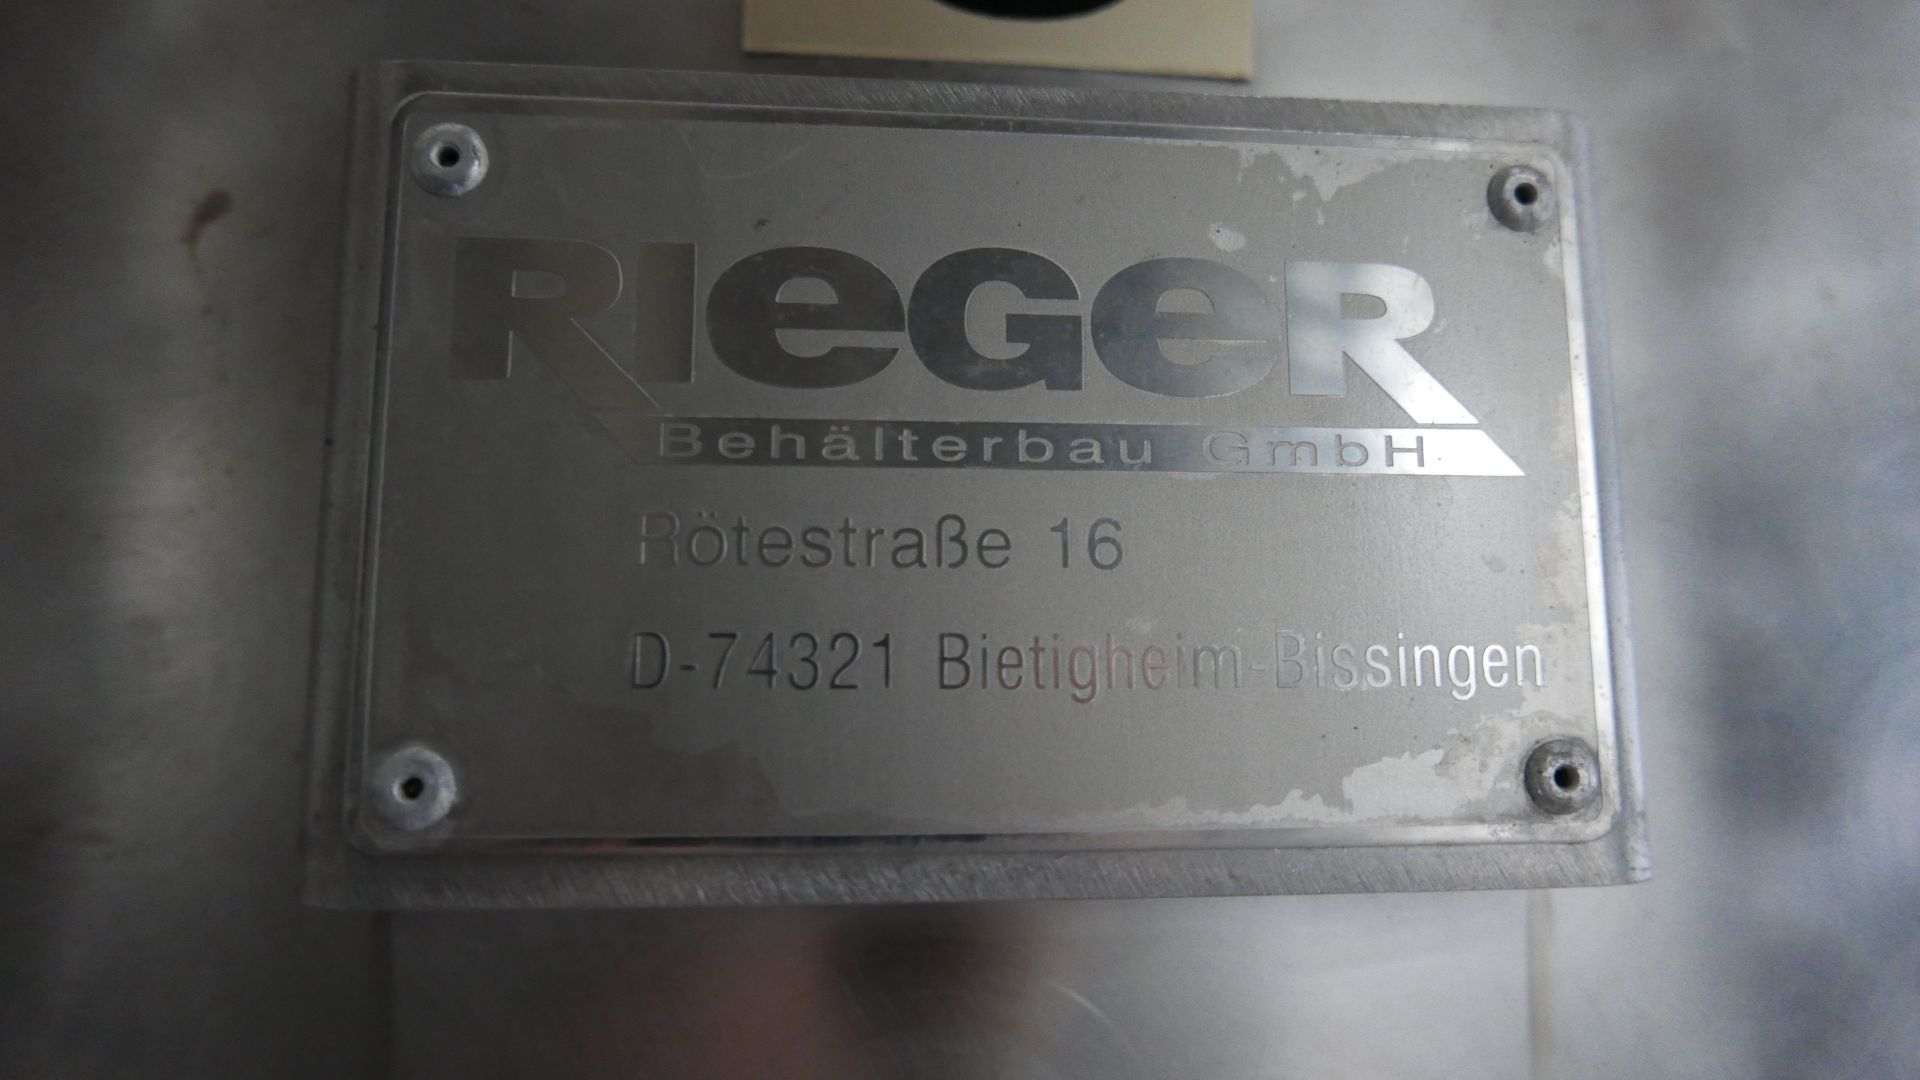 RIEGER
Behälterbau GmbH
Rötestraße 16
D-74321 Bietigheim-Bissingen